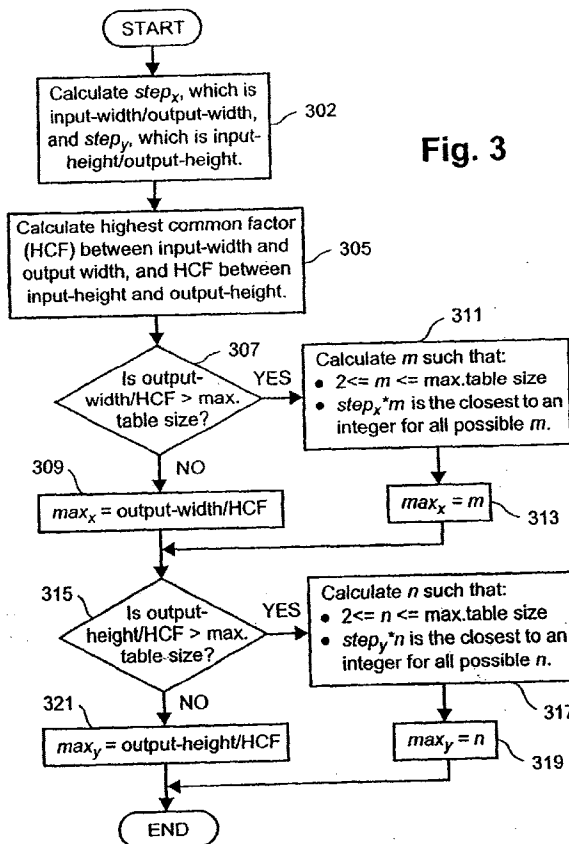 START
Calculate stepx, which is
input-width/output-width,
and stepy, which is input-
height/output-height.
302
Fig. 3
Calculate highest common factor
(HCF) between input-width and
output width, and HCF between
input-height and output-height.
305
307
Is output-
width/HCF > max.
table size?
YES
NO
311
Calculate m such that:
• 2<= m <= max.table size
• stepx*m is the closest to an
integer for all possible m.
309
maxx = output-width/HCF
maxx = m
313
315
Is output-
height/HCF > max.
table size?
YES
NO
Calculate n such that:
• 2<= n <= max.table size
• stepy*n is the closest to an
integer for all possible n.
317
321
maxy = output-height/HCF
maxy = n
319
END